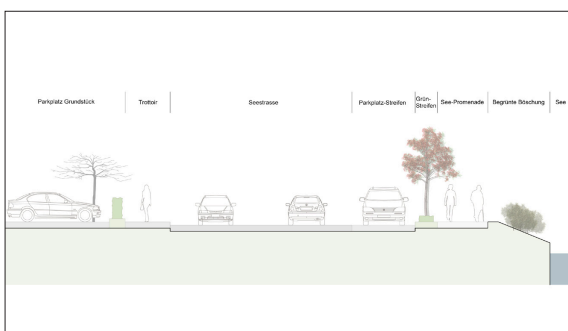 Parkplatz Grundstück
Trottoir
Seestrasse
Parkplatz-Streifen
Grün-
Streifen
See-Promenade
Begrünte Böschung
See